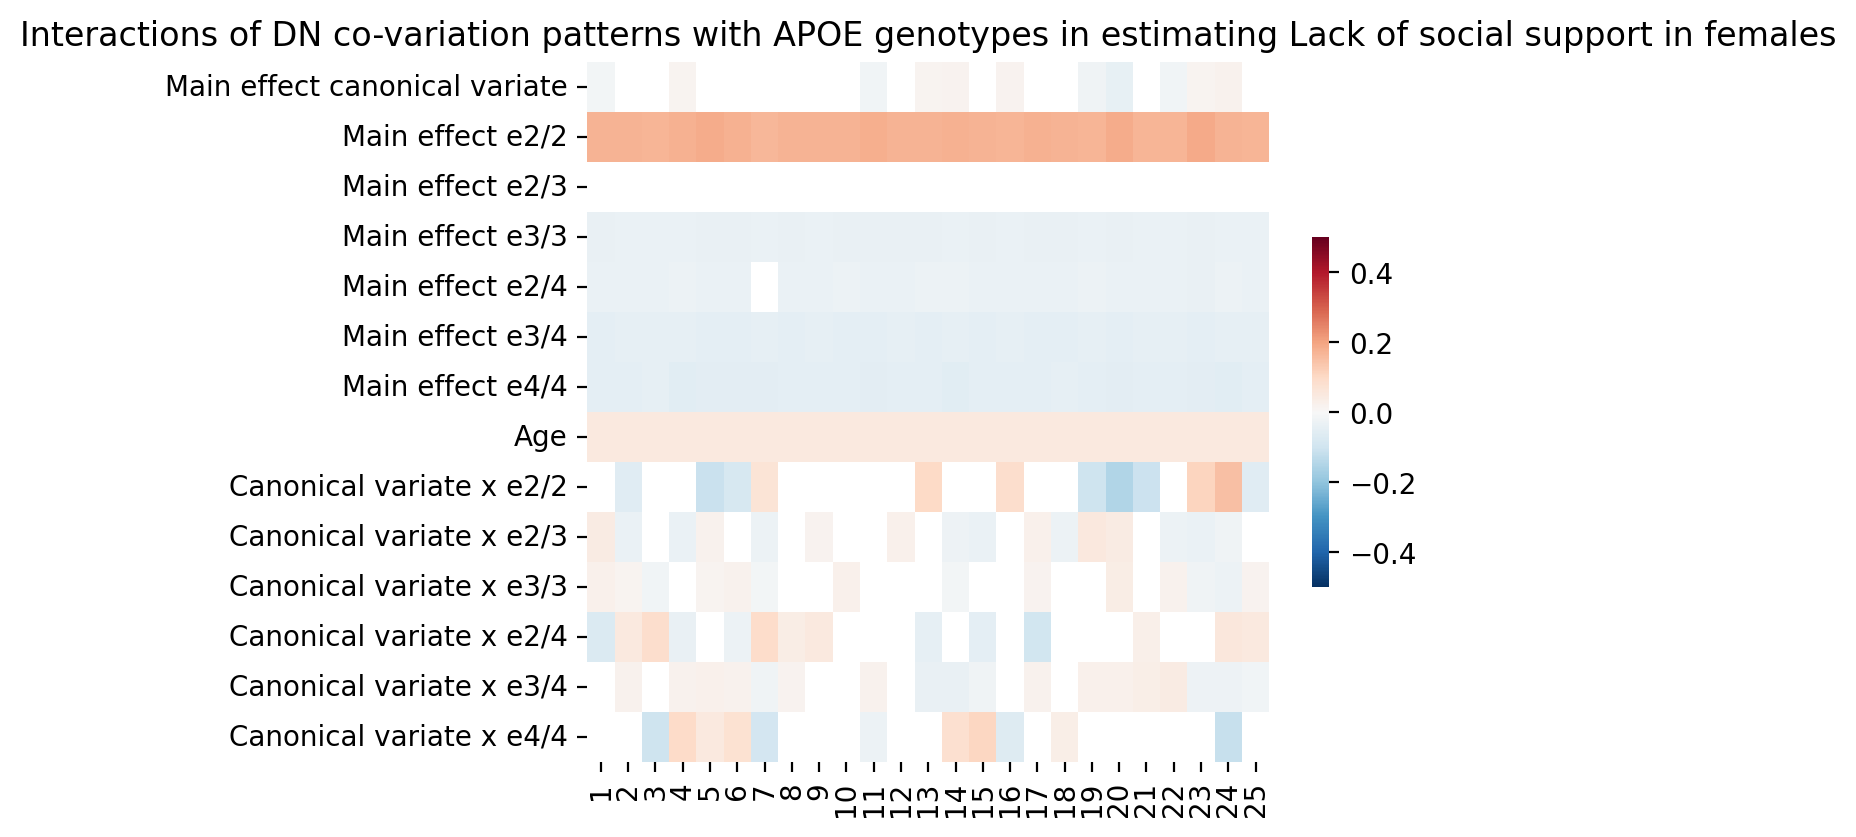 Interactions of DN co-variation patterns with APOE genotypes in estimating Lack of social support in females
Main effect canonical variate
Main effect e2/2
Main effect e2/3
Main effect e3/3
Main effect e2/4
Main effect e3/4
Main effect e4/4
Age
Canonical variate x e2/2
Canonical variate x e2/3
Canonical variate x e3/3
Canonical variate x e2/4
Canonical variate x e3/4
Canonical variate x e4/4
1 2 3 4 5 6 7 8 9 10 11 12 13 14 15 16 17 18 19 20 21 22 23 24 25
0.4
0.2
0.0
−0.2
−0.4